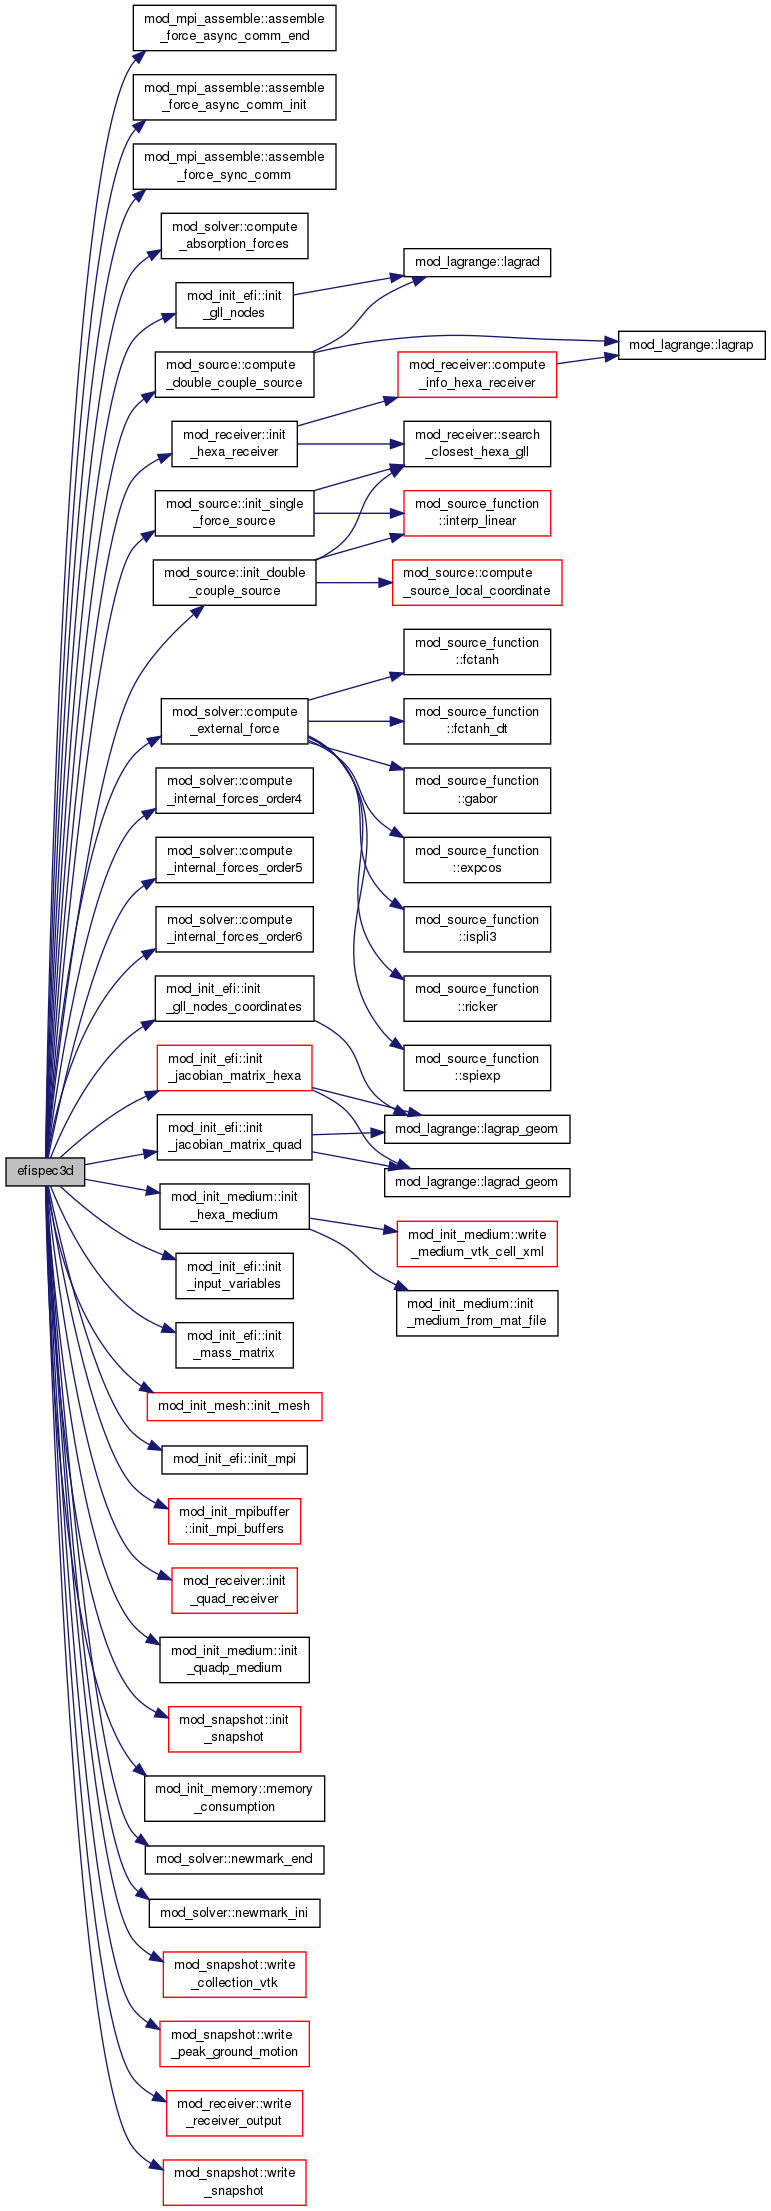 mod_mpi_assemble::assemble
_force_async_comm_end
mod_mpi_assemble::assemble
_force_async_comm_init
mod_mpi_assemble::assemble
_force_sync_comm
mod_solver::compute
_absorption_forces
mod_init_efi::init
_gll_nodes
mod_lagrange::lagrad
mod_source::compute
_double_couple_source
mod_receiver::compute
_info_hexa_receiver
mod_lagrange::lagrap
mod_receiver::init
_hexa_receiver
mod_receiver::search
_closest_hexa_gll
mod_source::init_single
_force_source
mod_source_function
::interp_linear
mod_source::init_double
_couple_source
mod_source::compute
_source_local_coordinate
mod_source_function
::fctanh
mod_solver::compute
_external_force
mod_source_function
::fctanh_dt
mod_source_function
::gabor
mod_source_function
::expcos
mod_source_function
::ispli3
mod_source_function
::ricker
mod_source_function
::spiexp
mod_solver::compute
_internal_forces_order4
mod_solver::compute
_internal_forces_order5
mod_solver::compute
_internal_forces_order6
mod_init_efi::init
_gll_nodes_coordinates
mod_init_efi::init
_jacobian_matrix_hexa
mod_init_efi::init
_jacobian_matrix_quad
mod_lagrange::lagrap_geom
mod_lagrange::lagrad_geom
efispec3d
mod_init_medium::init
_hexa_medium
mod_init_medium::write
_medium_vtk_cell_xml
mod_init_medium::init
_medium_from_mat_file
mod_init_efi::init
_input_variables
mod_init_efi::init
_mass_matrix
mod_init_mesh::init_mesh
mod_init_efi::init_mpi
mod_init_mpibuffer
::init_mpi_buffers
mod_receiver::init
_quad_receiver
mod_init_medium::init
_quadp_medium
mod_snapshot::init
_snapshot
mod_init_memory::memory
_consumption
mod_solver::newmark_end
mod_solver::newmark_ini
mod_snapshot::write
_collection_vtk
mod_snapshot::write
_peak_ground_motion
mod_receiver::write
_receiver_output
mod_snapshot::write
_snapshot